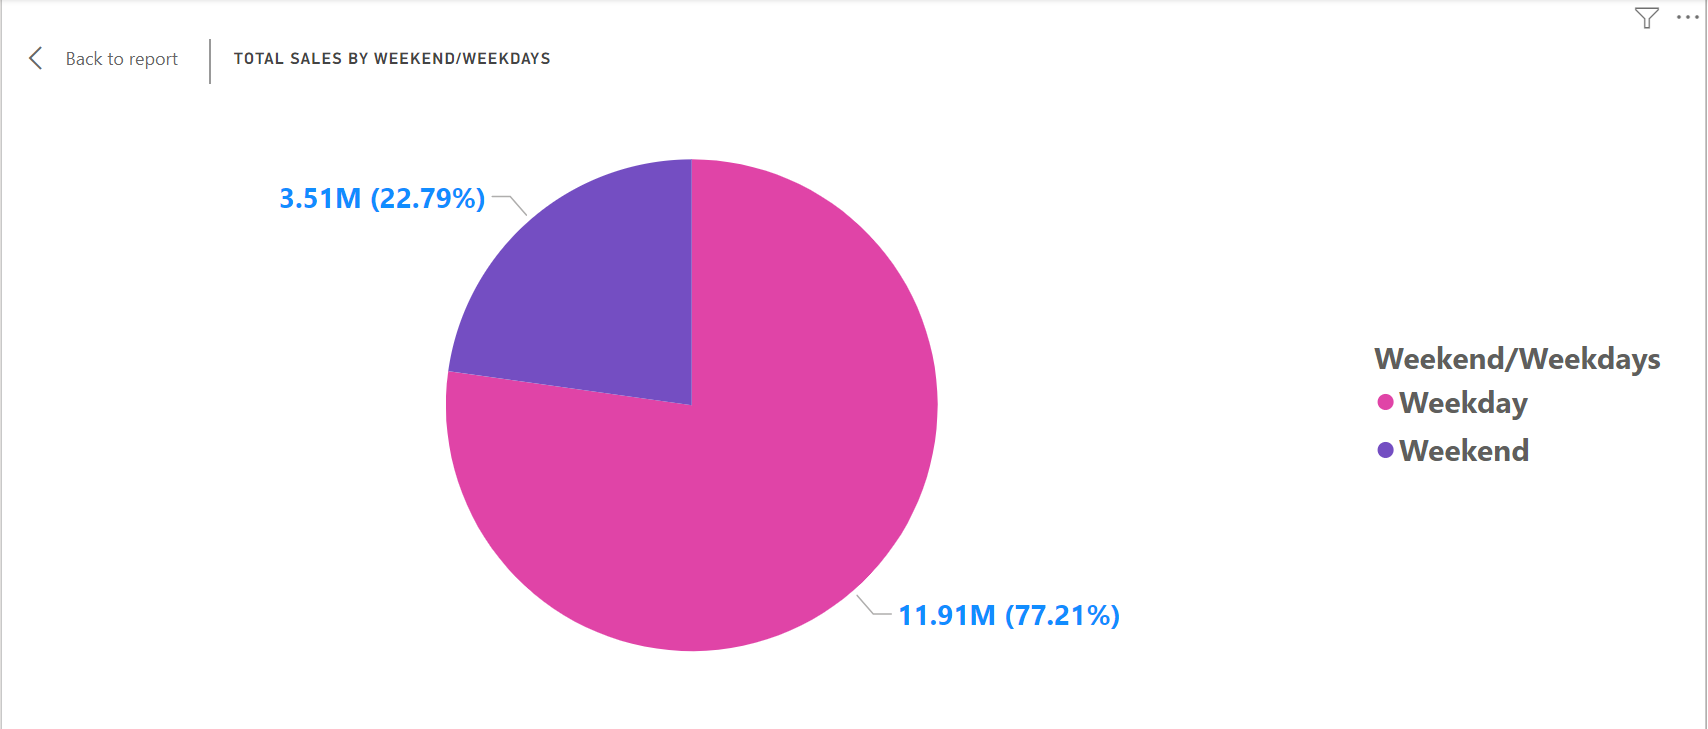 Back to report
TOTAL SALES BY WEEKEND/WEEKDAYS
3.51M (22.79%)
11.91M (77.21%)
Weekend/Weekdays
Weekday
Weekend